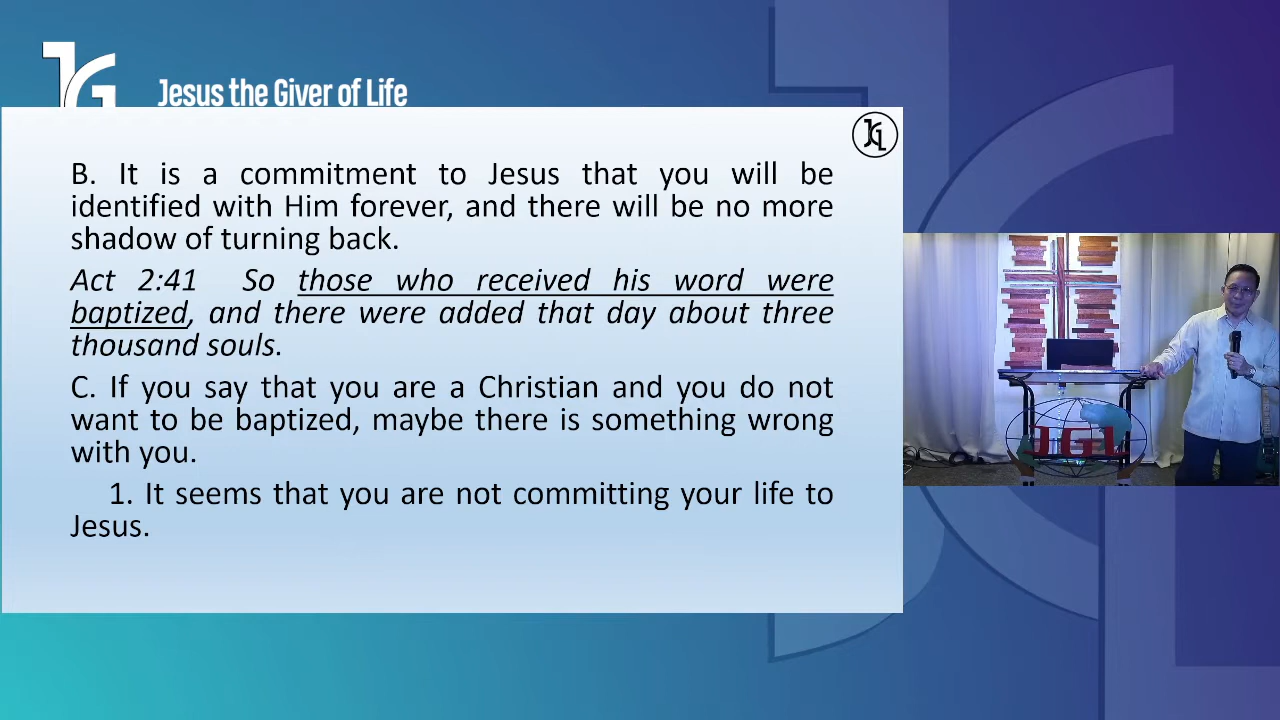 Jesus the Giver of Life
B. It is a commitment to Jesus that you will be
identified with Him forever, and there will be no more
shadow of turning back.
Act 2:41 So those who received his word were
baptized, and there were added that day about three
thousand souls.
C. If you say that you are a Christian and you do not
want to be baptized, maybe there is something wrong
with you.
1. It seems that you are not committing your life to
Jesus.
JGL